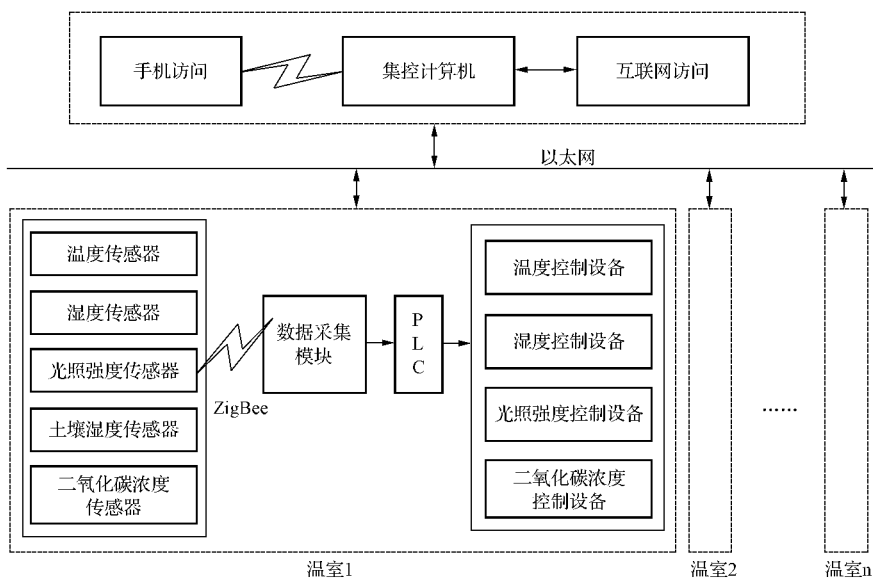 手机访问
集控计算机
互联网访问
以太网
温度传感器
湿度传感器
光照强度传感器
土壤湿度传感器
二氧化碳浓度
传感器
ZigBee
数据采集
模块
P
L
C
温度控制设备
湿度控制设备
光照强度控制设备
二氧化碳浓度
控制设备
……
温室1
温室2
温室n